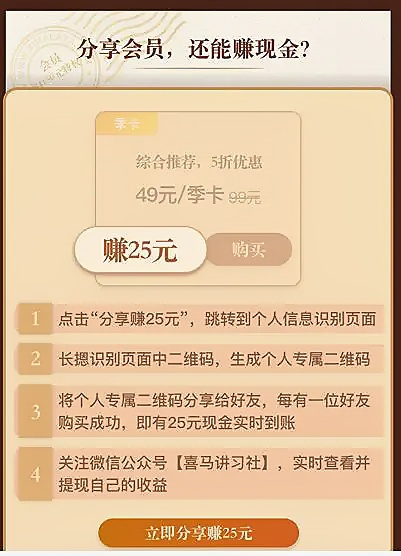 分享会员，还能赚现金？
会员
季卡
综合推荐，5折优惠
49元/季卡 99元
赚25元
购买
1 点击“分享赚25元”，跳转到个人信息识别页面
2 长摁识别页面中二维码，生成个人专属二维码
3 将个人专属二维码分享给好友，每有一位好友
购买成功，即有25元现金实时到账
4 关注微信公众号【喜马讲习社】，实时查看并
提现自己的收益
立即分享赚25元